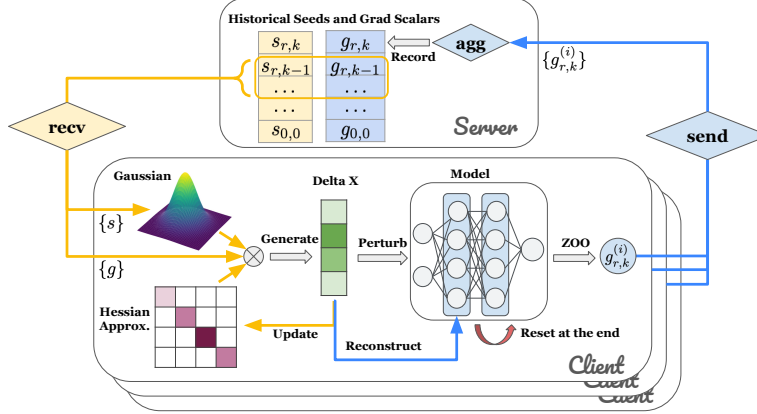 Historical Seeds and Grad Scalars
s_{r,k} g_{r,k}
s_{r,k-1} g_{r,k-1}
... ...
... ...
s_{0,0} g_{0,0}
Record
agg
{g_{r,k}^{(i)}}
Server
recv
send
Gaussian
{s}
{g}
Hessian
Approx.
Generate
Update
Delta X
Perturb
Reconstruct
Model
ZOO
g_{r,k}^{(i)}
Reset at the end
Client
Client
Client